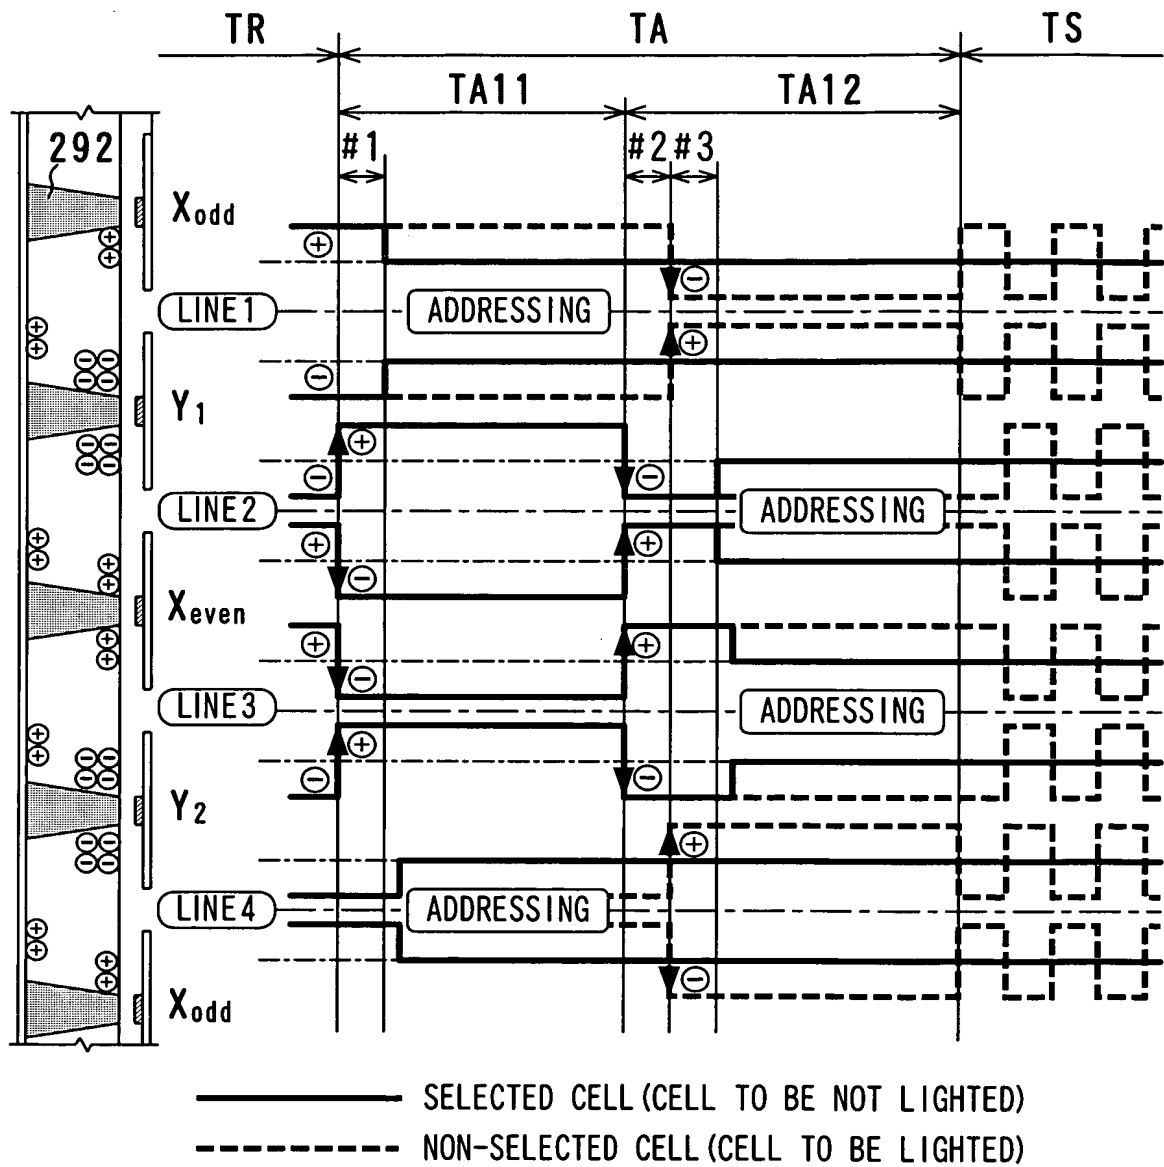 TR TA TS
TA11 TA12
292 #1 #2 #3
Xodd
⊕ ⊖
⊕
⊕
LINE1 ADDRESSING
⊕
⊕ ⊕
⊖⊖
⊖⊖ ⊖
Y1
⊕
⊖⊖
⊖⊖ ⊖ ⊖
LINE2 ADDRESSING
⊕
⊕ ⊕
⊕ ⊕ ⊕
⊖
Xeven
⊕
⊕ ⊕ ⊕
⊖
LINE3 ADDRESSING
⊕
⊕ ⊕
⊖⊖
⊖⊖ ⊖ ⊖
Y2
⊖⊖
⊖⊖ ⊕
LINE4 ADDRESSING
⊕
⊕
⊕
⊕ ⊖
Xodd
SELECTED CELL(CELL TO BE NOT LIGHTED)
NON-SELECTED CELL(CELL TO BE LIGHTED)